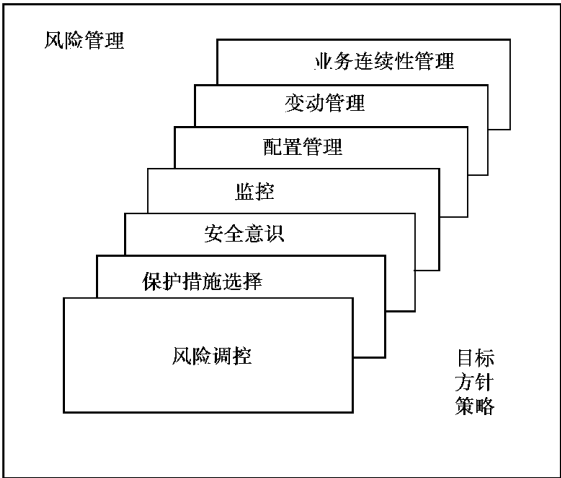 风险管理
业务连续性管理
变动管理
配置管理
监控
安全意识
保护措施选择
风险调控
目标
方针
策略